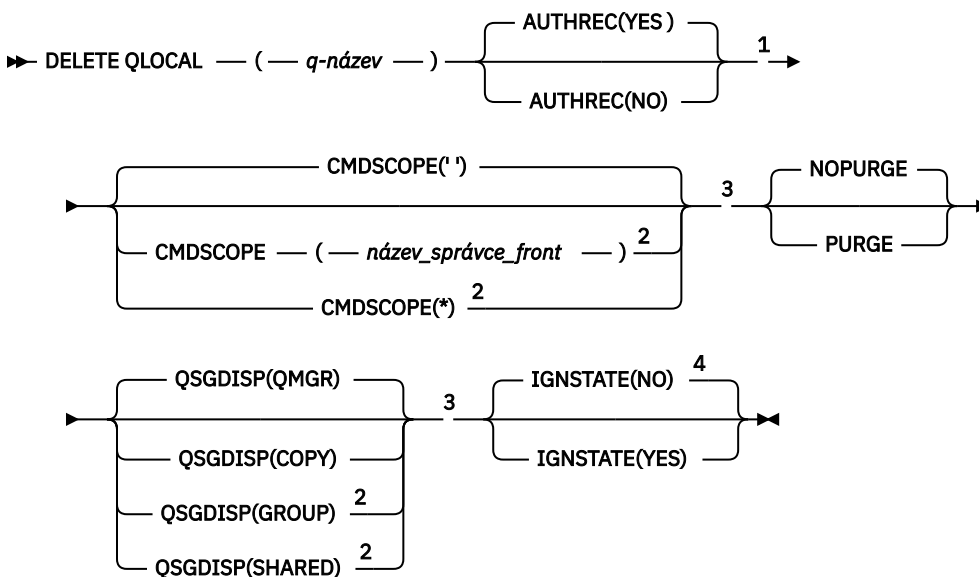 AUTHREC(YES )
DELETE QLOCAL ( q-název ) 1
AUTHREC(NO)
CMDSCOPE(' ') 3 NOPURGE
CMDSCOPE ( název_správce_front ) 2 PURGE
CMDSCOPE(*) 2
QSGDISP(QMGR) 3 IGNSTATE(NO) 4
QSGDISP(COPY) IGNSTATE(YES)
QSGDISP(GROUP) 2
QSGDISP(SHARED) 2